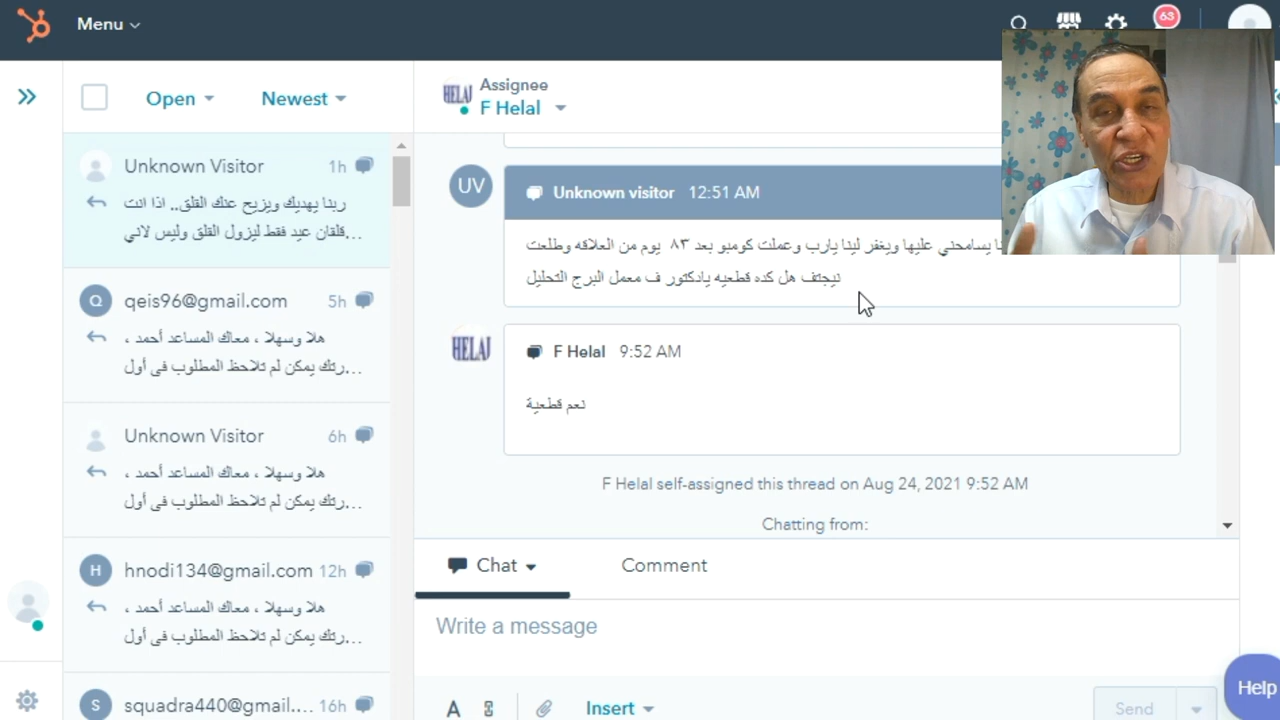 Menu
63
Open
Newest
Assignee
HELAL
F Helal
Unknown Visitor
1h
ربنا يهديك ويزيح عنك القلق.. اذا انت
قلقان عيد فقط ليزول القلق وليس لاني...
Q
qeis96@gmail.com
5h
هلا وسهلا ، معاك المساعد أحمد ،
رتك يمكن لم تلاحظ المطلوب فى أول...
Unknown Visitor
6h
هلا وسهلا ، معاك المساعد أحمد ،
رتك يمكن لم تلاحظ المطلوب فى أول...
H
hnodi134@gmail.com
12h
هلا وسهلا ، معاك المساعد أحمد ،
رتك يمكن لم تلاحظ المطلوب فى أول...
S
squadra440@gmail....
16h
UV
Unknown visitor 12:51 AM
يسامحني عليها ويغفر لينا يارب وعملت كومبو بعد ٨٣ يوم من العلاقه وطلعت
نيجتف هل كده قطعيه يادكتور ف معمل البرج التحليل
HELAL
F Helal 9:52 AM
نعم قطعية
F Helal self-assigned this thread on Aug 24, 2021 9:52 AM
Chatting from:
Chat
Comment
Write a message
A
Insert
Send
Help